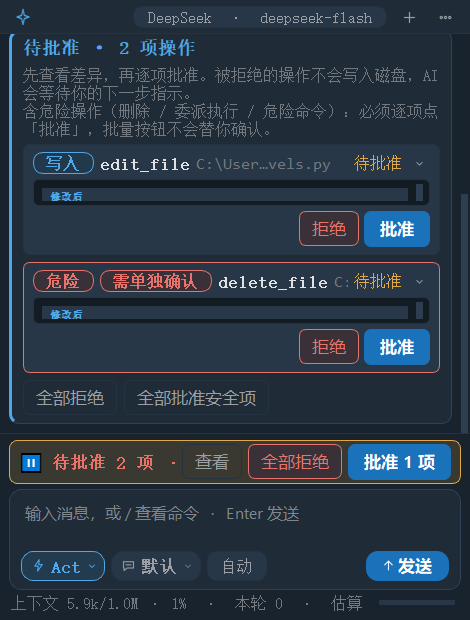 DeepSeek · deepseek-flash
待批准 · 2 项操作
先查看差异，再逐项批准。被拒绝的操作不会写入磁盘，AI
会等待你的下一步指示。
含危险操作（删除 / 委派执行 / 危险命令）：必须逐项点
「批准」，批量按钮不会替你确认。
写入 edit_file C:\User…vels.py 待批准
修改后
拒绝 批准
危险 需单独确认 delete_file C: 待批准
修改后
拒绝 批准
全部拒绝 全部批准安全项
待批准 2 项 · 查看 全部拒绝 批准 1 项
输入消息，或 / 查看命令 · Enter 发送
Act 默认 自动 ↑ 发送
上下文 5.9k/1.0M · 1% · 本轮 0 · 估算